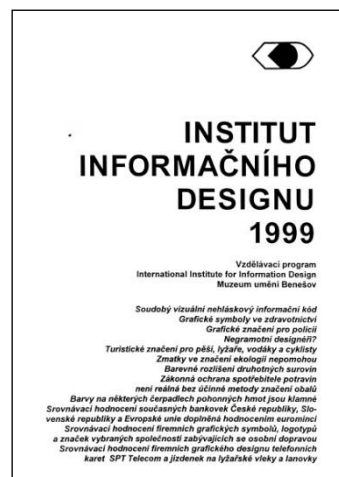 INSTITUT
INFORMAČNÍHO
DESIGNU
1999
Vzdělávací program
International Institute for Information Design
Muzeum umění Benešov
Soudobý vizuální nehláskový informační kód
Grafické symboly ve zdravotnictví
Grafické značení pro policii
Negramotní designéři?
Turistické značení pro pěší, lyžaře, vodáky a cyklisty
Zmatky ve značení ekologii nepomohou
Barevné rozlišení druhotných surovin
Zákonná ochrana spotřebitele potravin
není reálná bez účinné metody značení obalů
Barvy na některých čerpadlech pohonných hmot jsou klamné
Srovnávací hodnocení současných bankovek České republiky, Slo-
venské republiky a Evropské unie doplněná hodnocením euromincí
Srovnávací hodnocení firemních grafických symbolů, logotypů
a značek vybraných společností zabývajících se osobní dopravou
Srovnávací hodnocení firemních grafického designu telefonních
karet SPT Telecom a jízdenek na lyžařské vleky a lanovky